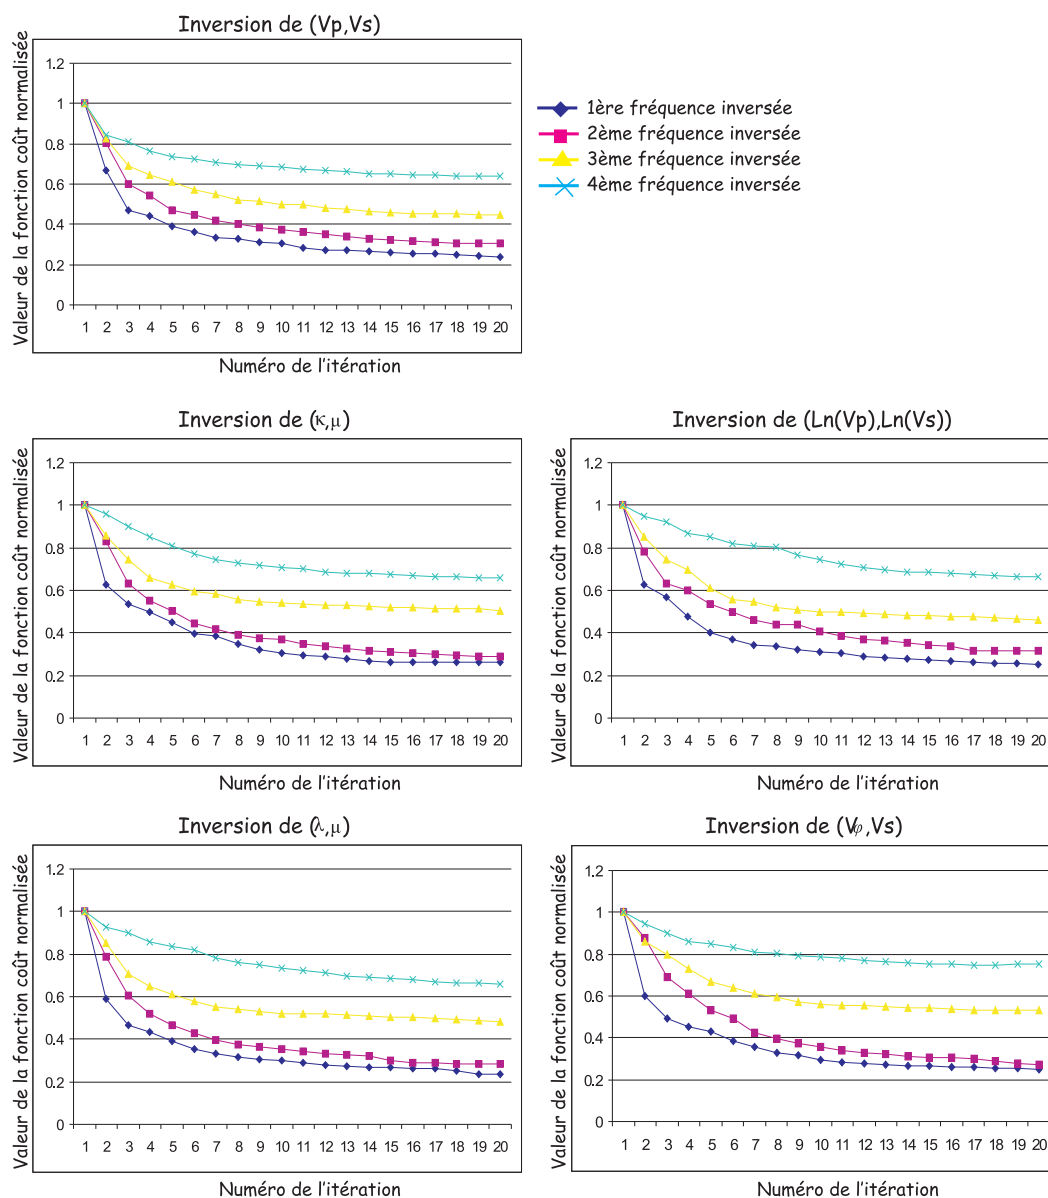 Inversion de (Vp,Vs)
Valeur de la fonction coût normalisée
1.2
1
0.8
0.6
0.4
0.2
0
1 2 3 4 5 6 7 8 9 10 11 12 13 14 15 16 17 18 19 20
Numéro de l'itération
1ère fréquence inversée
2ème fréquence inversée
3ème fréquence inversée
4ème fréquence inversée
Inversion de (κ,μ)
Valeur de la fonction coût normalisée
1.2
1
0.8
0.6
0.4
0.2
0
1 2 3 4 5 6 7 8 9 10 11 12 13 14 15 16 17 18 19 20
Numéro de l'itération
Inversion de (Ln(Vp),Ln(Vs))
Valeur de la fonction coût normalisée
1.2
1
0.8
0.6
0.4
0.2
0
1 2 3 4 5 6 7 8 9 10 11 12 13 14 15 16 17 18 19 20
Numéro de l'itération
Inversion de (λ,μ)
Valeur de la fonction coût normalisée
1.2
1
0.8
0.6
0.4
0.2
0
1 2 3 4 5 6 7 8 9 10 11 12 13 14 15 16 17 18 19 20
Numéro de l'itération
Inversion de (Vφ,Vs)
Valeur de la fonction coût normalisée
1.2
1
0.8
0.6
0.4
0.2
0
1 2 3 4 5 6 7 8 9 10 11 12 13 14 15 16 17 18 19 20
Numéro de l'itération